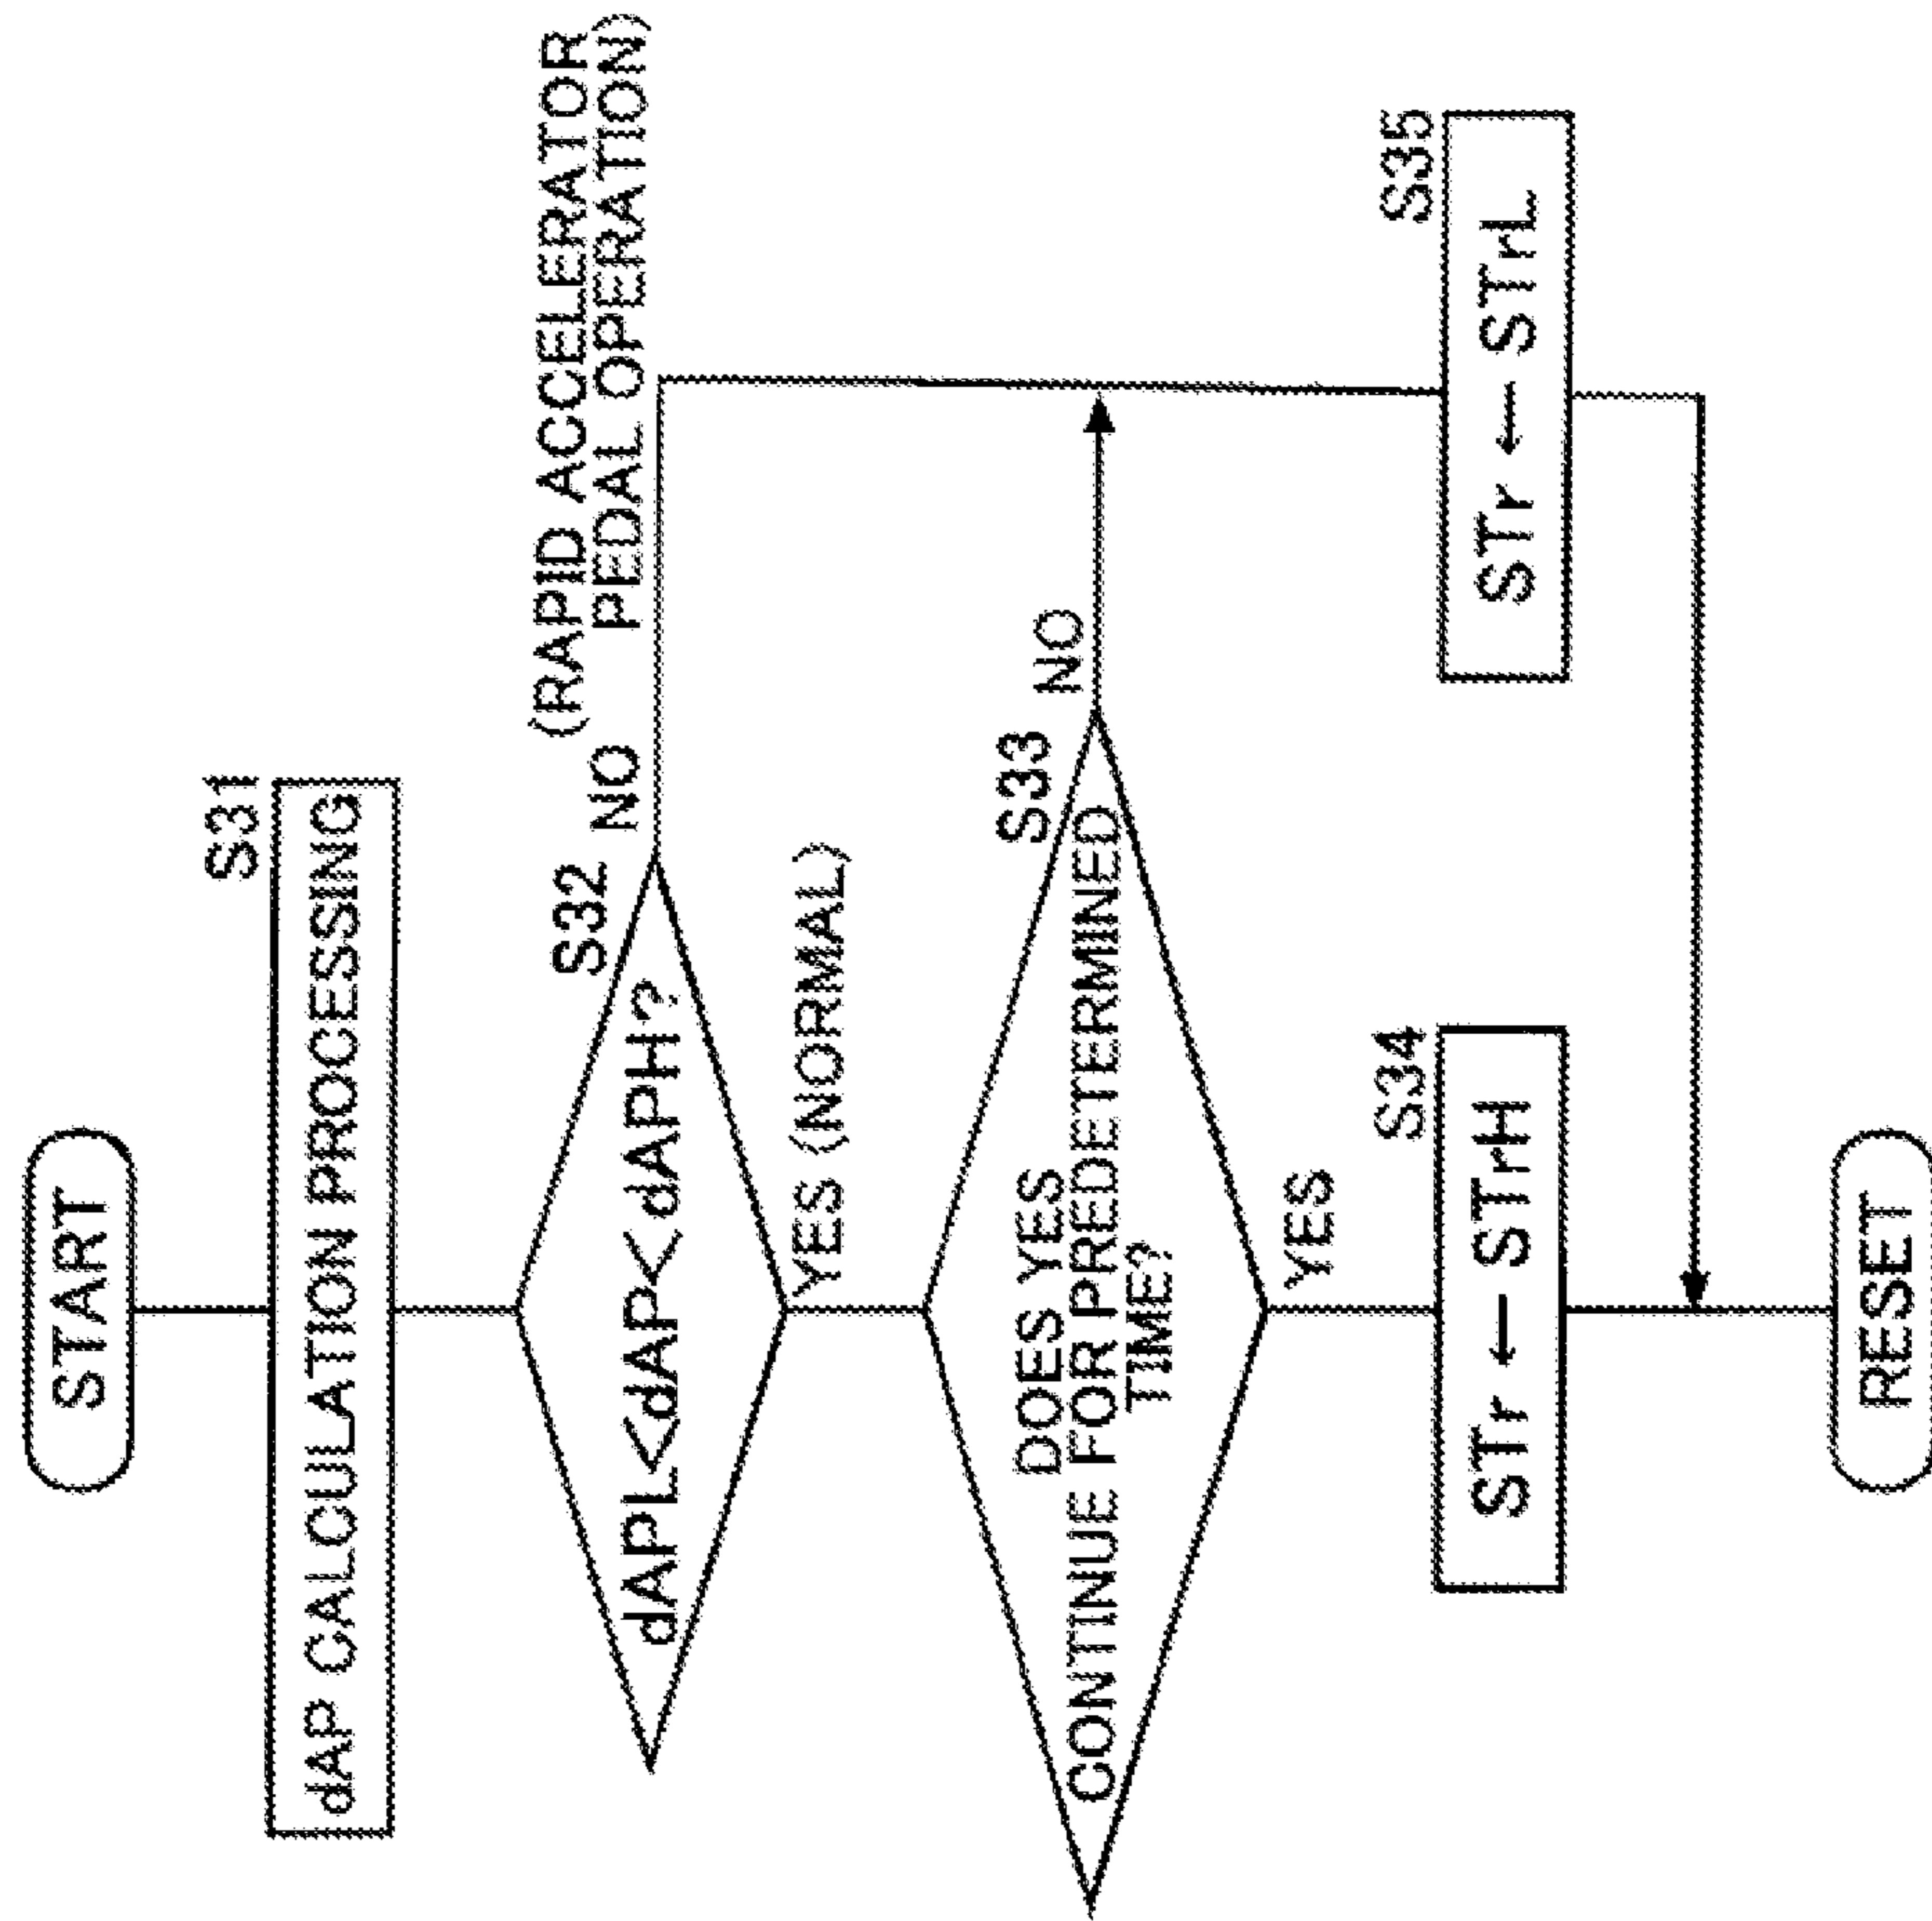 START
S31
dAP CALCULATION PROCESSING
S32
dAPL<dAP<dAPH?
NO
(RAPID ACCELERATOR
PEDAL OPERATION)
YES (NORMAL)
S33
DOES YES
CONTINUE FOR PREDETERMINED
TIME?
NO
YES
S34
STr ← STrH
S35
STr ← STrL
RESET